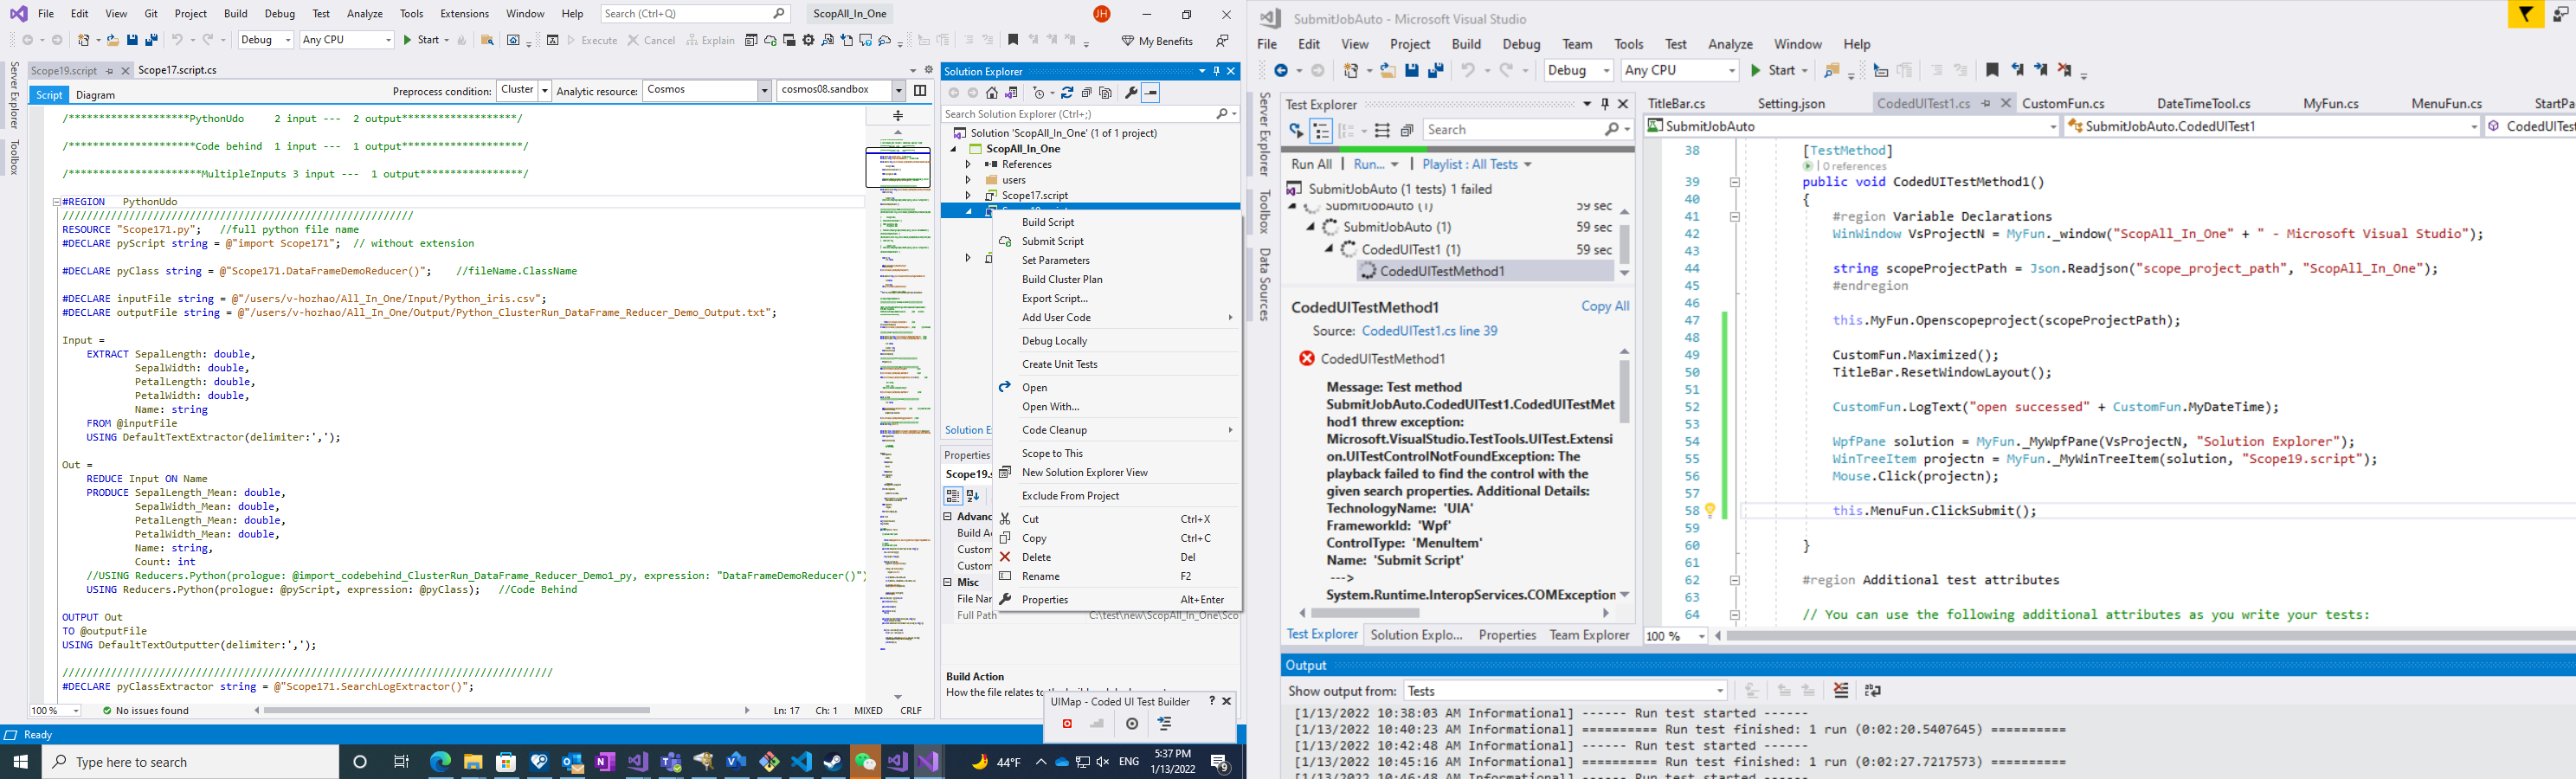 File Edit View Git Project Build Debug Test Analyze Tools Extensions Window Help Search (Ctrl+Q) ScopAll_In_One JH
Debug Any CPU Start Execute Cancel Explain My Benefits
Server Explorer
Toolbox
Scope19.script Scope17.script.cs
Script Diagram Preprocess condition: Cluster Analytic resource: Cosmos cosmos08.sandbox
/********************PythonUdo 2 input --- 2 output*******************/
/*********************Code behind 1 input --- 1 output********************/
/**********************MultipleInputs 3 input --- 1 output*****************/
#REGION PythonUdo
//////////////////////////////////////////////////////////
RESOURCE "Scope171.py"; //full python file name
#DECLARE pyScript string = @"import Scope171"; // without extension
#DECLARE pyClass string = @"Scope171.DataFrameDemoReducer()"; //fileName.ClassName
#DECLARE inputFile string = @"/users/v-hozhao/All_In_One/Input/Python_iris.csv";
#DECLARE outputFile string = @"/users/v-hozhao/All_In_One/Output/Python_ClusterRun_DataFrame_Reducer_Demo_Output.txt";
Input =
EXTRACT SepalLength: double,
SepalWidth: double,
PetalLength: double,
PetalWidth: double,
Name: string
FROM @inputFile
USING DefaultTextExtractor(delimiter:',');
Out =
REDUCE Input ON Name
PRODUCE SepalLength_Mean: double,
SepalWidth_Mean: double,
PetalLength_Mean: double,
PetalWidth_Mean: double,
Name: string,
Count: int
//USING Reducers.Python(prologue: @import_codebehind_ClusterRun_DataFrame_Reducer_Demo1_py, expression: "DataFrameDemoReducer()")
USING Reducers.Python(prologue: @pyScript, expression: @pyClass); //Code Behind
OUTPUT Out
TO @outputFile
USING DefaultTextOutputter(delimiter:',');
/////////////////////////////////////////////////////////////////////////////////
#DECLARE pyClassExtractor string = @"Scope171.SearchLogExtractor()";
100 % No issues found Ln: 17 Ch: 1 MIXED CRLF
Ready
Solution Explorer
Search Solution Explorer (Ctrl+;)
Solution 'ScopAll_In_One' (1 of 1 project)
ScopAll_In_One
References
users
Scope17.script
Build Script
Submit Script
Set Parameters
Build Cluster Plan
Export Script...
Add User Code
Debug Locally
Create Unit Tests
Open
Open With...
Code Cleanup
Scope to This
New Solution Explorer View
Exclude From Project
Cut Ctrl+X
Copy Ctrl+C
Delete Del
Rename F2
Properties Alt+Enter
Solution Ex
Properties
Scope19.s
Advanc
Build Ac
Custom
Custom
Misc
File Nar
Full Path C:\test\new\ScopAll_In_One\Sco
Build Action
How the file relates to the
UIMap - Coded UI Test Builder ?
Type here to search 44°F ENG 5:37 PM 1/13/2022 9
SubmitJobAuto - Microsoft Visual Studio
File Edit View Project Build Debug Team Tools Test Analyze Window Help
Debug Any CPU Start
Server Explorer
Toolbox
Data Sources
Test Explorer
Search
Run All | Run... | Playlist : All Tests
SubmitJobAuto (1 tests) 1 failed
SubmitJobAuto (1) 59 sec
SubmitJobAuto (1) 59 sec
CodedUITest1 (1) 59 sec
CodedUITestMethod1
CodedUITestMethod1 Copy All
Source: CodedUITest1.cs line 39
CodedUITestMethod1
Message: Test method
SubmitJobAuto.CodedUITest1.CodedUITestMet
hod1 threw exception:
Microsoft.VisualStudio.TestTools.UITest.Extensi
on.UITestControlNotFoundException: The
playback failed to find the control with the
given search properties. Additional Details:
TechnologyName: 'UIA'
FrameworkId: 'Wpf'
ControlType: 'MenuItem'
Name: 'Submit Script'
--->
System.Runtime.InteropServices.COMException
Test Explorer Solution Explo... Properties Team Explorer
TitleBar.cs Setting.json CodedUITest1.cs CustomFun.cs DateTimeTool.cs MyFun.cs MenuFun.cs StartPa
SubmitJobAuto SubmitJobAuto.CodedUITest1 CodedUITest
38 [TestMethod]
| 0 references
39 public void CodedUITestMethod1()
40 {
41 #region Variable Declarations
42 WinWindow VsProjectN = MyFun._window("ScopAll_In_One" + " - Microsoft Visual Studio");
43
44 string scopeProjectPath = Json.Readjson("scope_project_path", "ScopAll_In_One");
45 #endregion
46
47 this.MyFun.Openscopeproject(scopeProjectPath);
48
49 CustomFun.Maximized();
50 TitleBar.ResetWindowLayout();
51
52 CustomFun.LogText("open successed" + CustomFun.MyDateTime);
53
54 WpfPane solution = MyFun._MyWpfPane(VsProjectN, "Solution Explorer");
55 WinTreeItem projectn = MyFun._MyWinTreeItem(solution, "Scope19.script");
56 Mouse.Click(projectn);
57
58 this.MenuFun.ClickSubmit();
59
60 }
61
62 #region Additional test attributes
63
64 // You can use the following additional attributes as you write your tests:
100 %
Output
Show output from: Tests
[1/13/2022 10:38:03 AM Informational] ------ Run test started ------
[1/13/2022 10:40:23 AM Informational] ========== Run test finished: 1 run (0:02:20.5407645) ==========
[1/13/2022 10:42:48 AM Informational] ------ Run test started ------
[1/13/2022 10:45:16 AM Informational] ========== Run test finished: 1 run (0:02:27.7217573) ==========
[1/13/2022 10:46:48 AM Informational] ------ Run test started ------